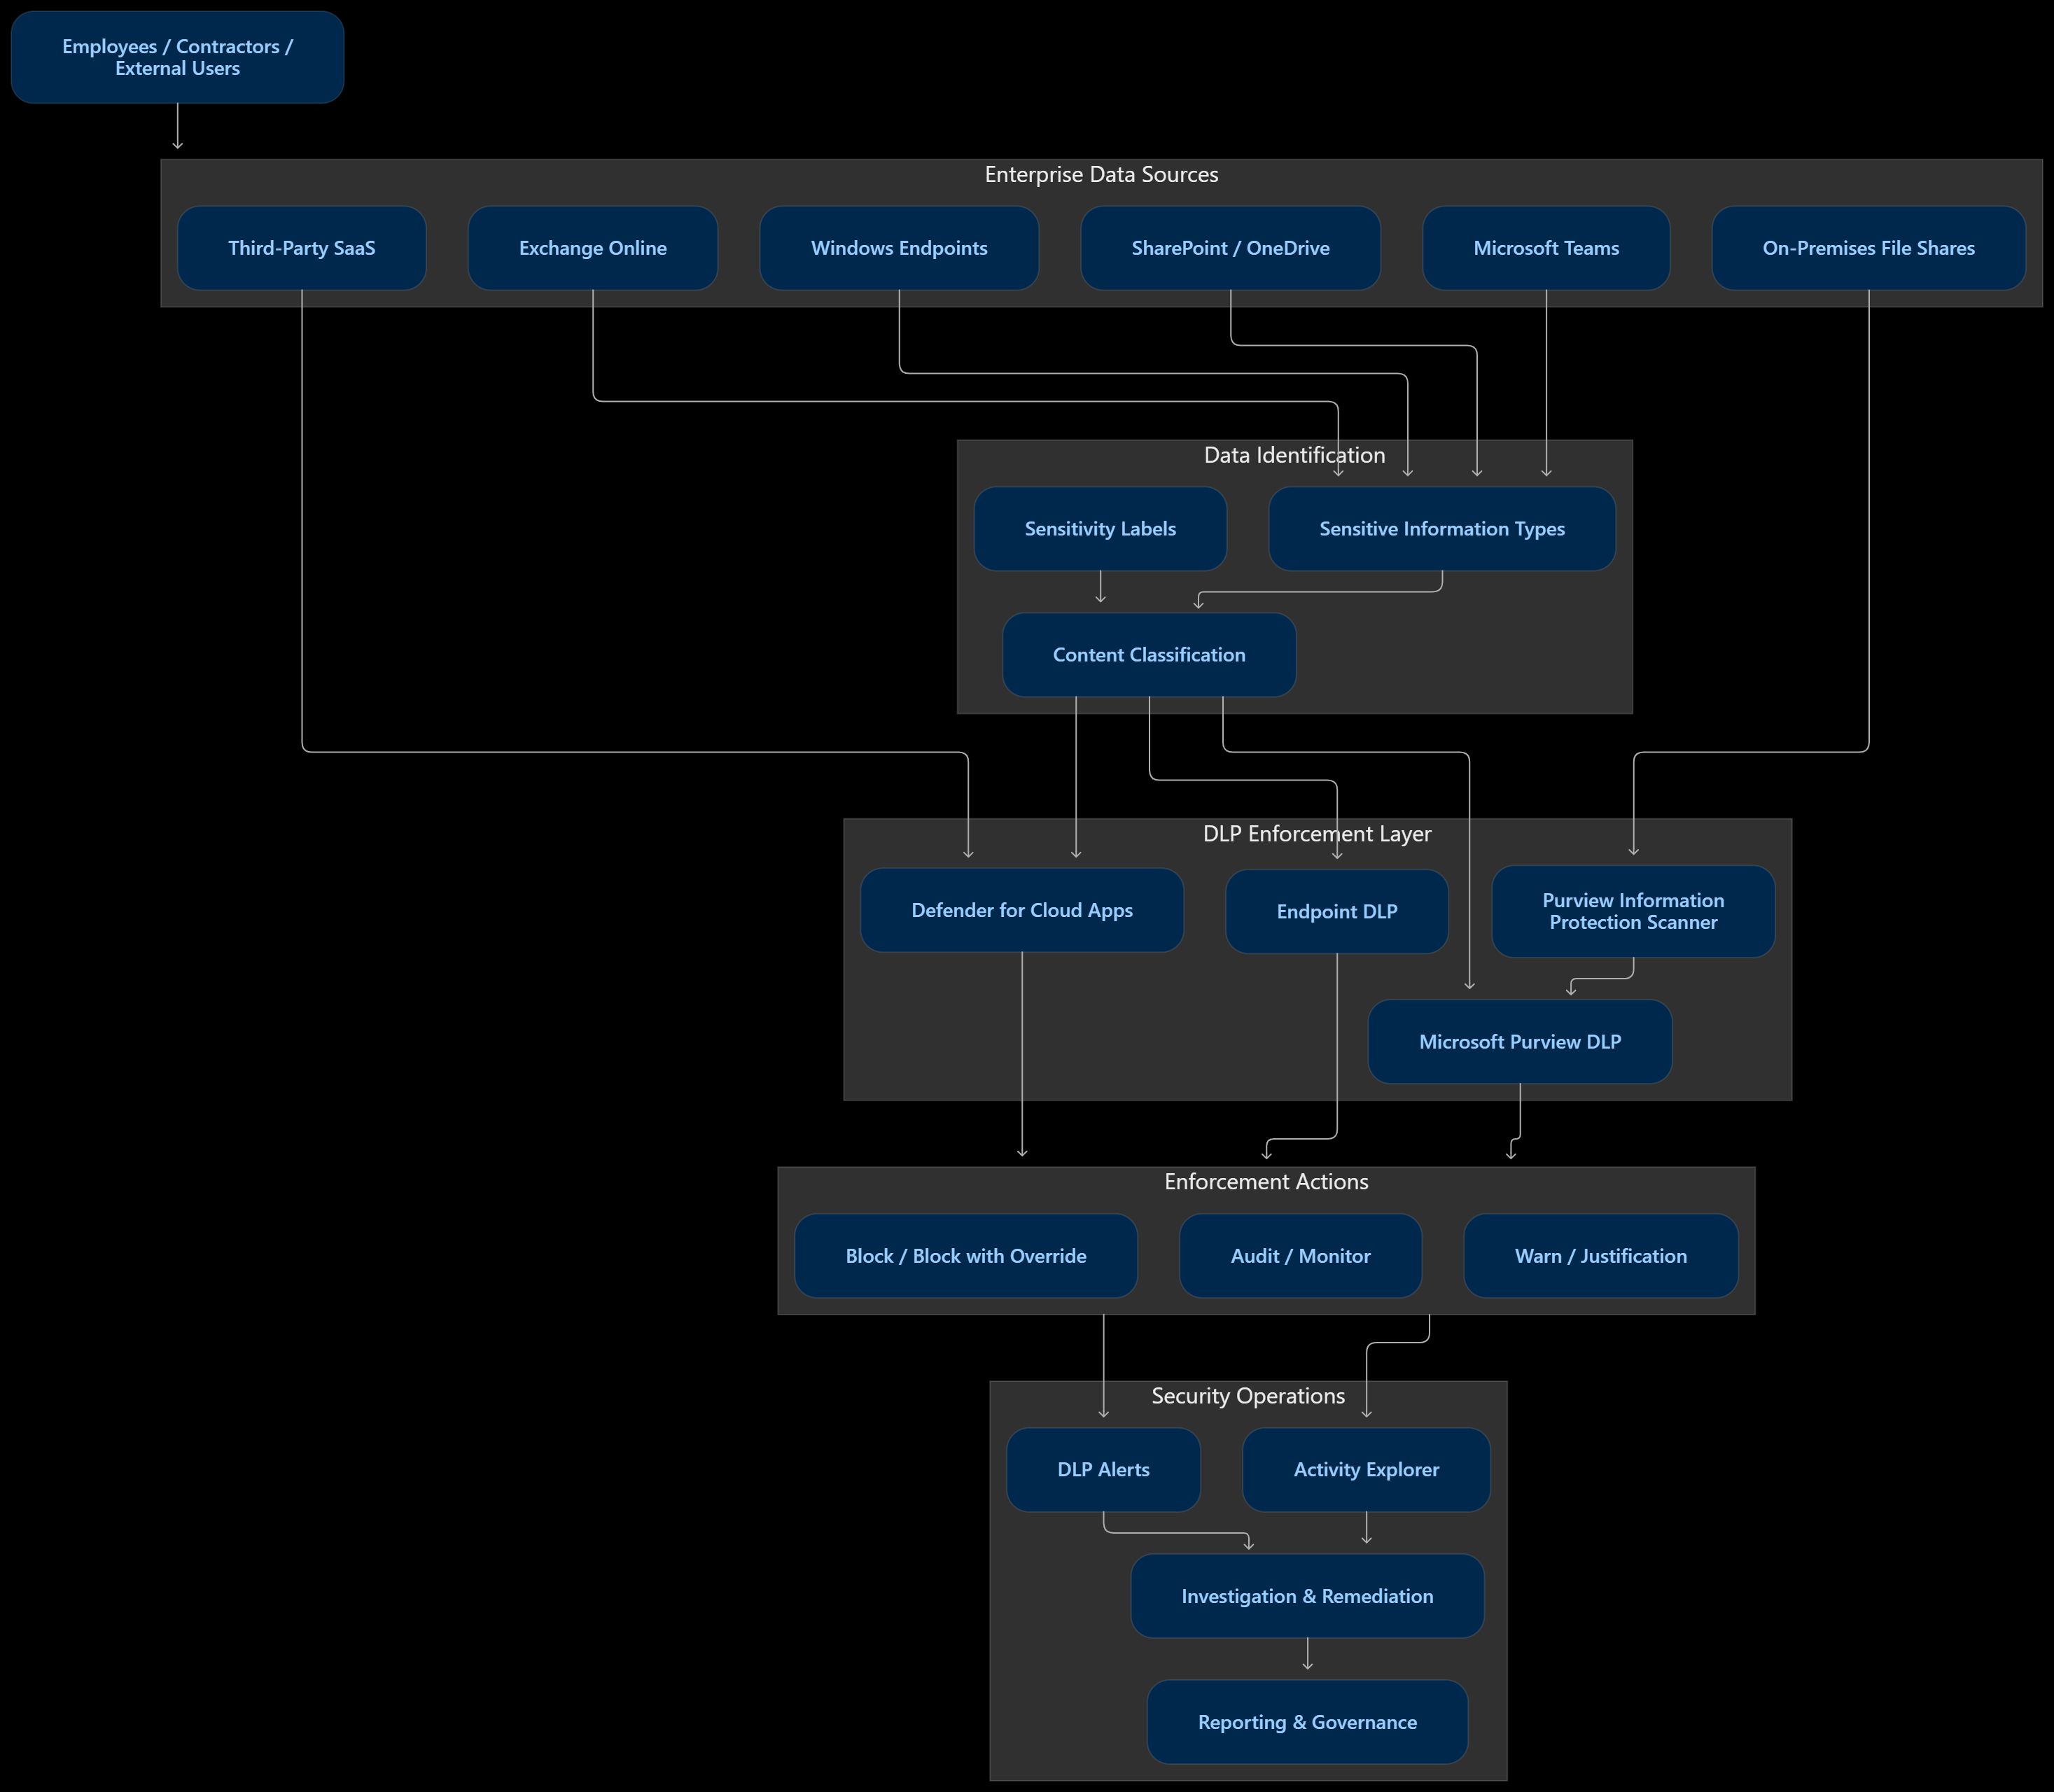 Employees / Contractors /
External Users
Enterprise Data Sources
Third-Party SaaS
Exchange Online
Windows Endpoints
SharePoint / OneDrive
Microsoft Teams
On-Premises File Shares
Data Identification
Sensitivity Labels
Sensitive Information Types
Content Classification
DLP Enforcement Layer
Defender for Cloud Apps
Endpoint DLP
Purview Information
Protection Scanner
Microsoft Purview DLP
Enforcement Actions
Block / Block with Override
Audit / Monitor
Warn / Justification
Security Operations
DLP Alerts
Activity Explorer
Investigation & Remediation
Reporting & Governance